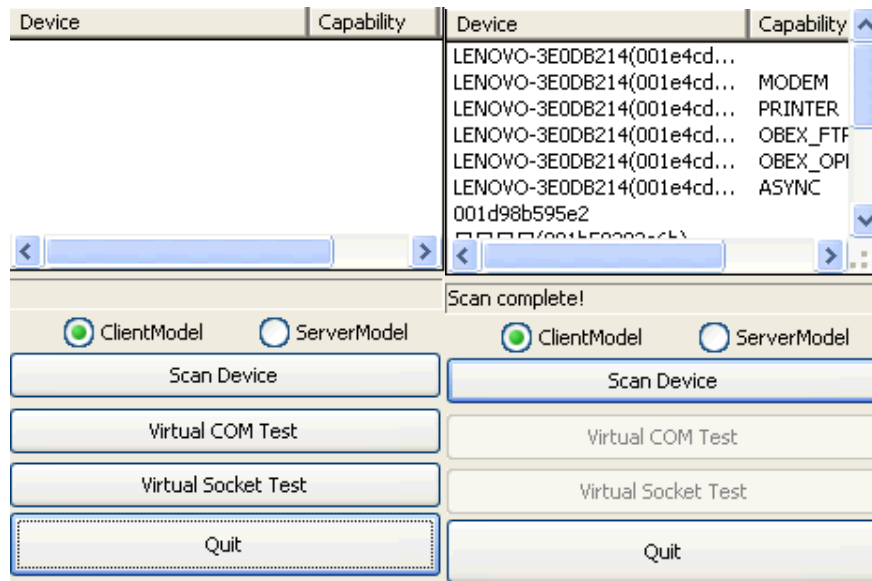 Device Capability
ClientModel ServerModel
Scan Device
Virtual COM Test
Virtual Socket Test
Quit
Device Capability
LENOVO-3E0DB214(001e4cd...
LENOVO-3E0DB214(001e4cd... MODEM
LENOVO-3E0DB214(001e4cd... PRINTER
LENOVO-3E0DB214(001e4cd... OBEX_FTP
LENOVO-3E0DB214(001e4cd... OBEX_OP
LENOVO-3E0DB214(001e4cd... ASYNC
001d98b595e2
Scan complete!
ClientModel ServerModel
Scan Device
Virtual COM Test
Virtual Socket Test
Quit